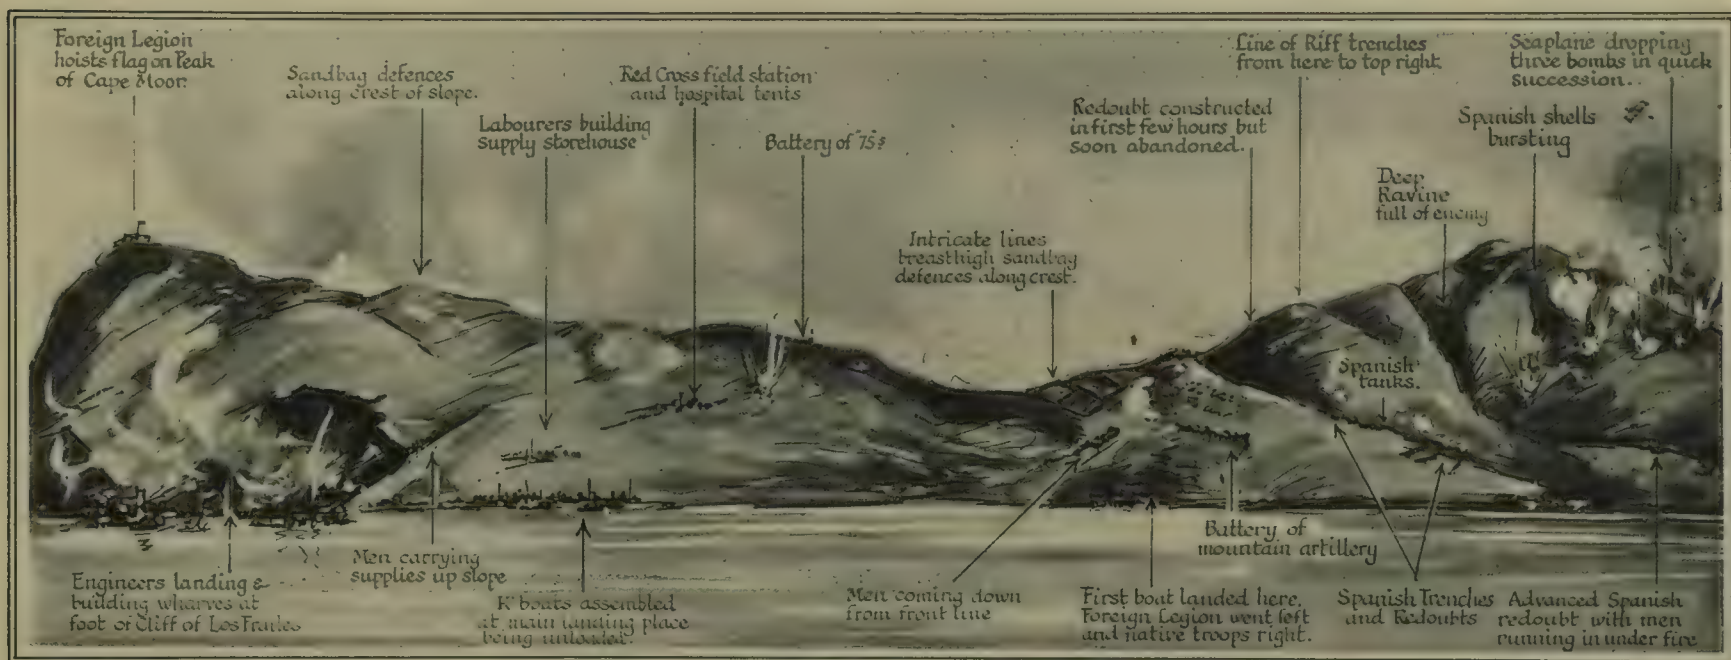 Foreign Legion
hoists flag on Peak
of Cape Moor.
Sandbag defences
along crest of slope.
Labourers building
supply storehouse
Red Cross field station
and hospital tents
Battery of 75s
Intricate lines
breasthigh sandbag
defences along crest.
Redoubt constructed
in first few hours but
soon abandoned.
Line of Riff trenches
from here to top right
Deep
Ravine
full of enemy
Spanish shells
bursting
Seaplane dropping
three bombs in quick
succession..
Spanish
tanks.
Engineers landing &
building wharves at
foot of Cliff of Los Frailes
Men carrying
supplies up slope
K boats assembled
at main landing place
being unloaded.
Men coming down
from front line
First boat landed here.
Foreign Legion went left
and native troops right.
Battery of
mountain artillery
Spanish Trenches
and Redoubts
Advanced Spanish
redoubt with men
running in under fire